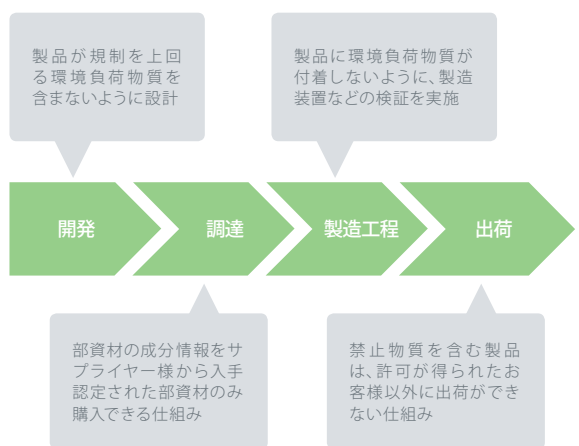 製品が規制を上回
る環境負荷物質を
含まないように設計
製品に環境負荷物質が
付着しないように、製造
装置などの検証を実施
開発
調達
製造工程
出荷
部資材の成分情報をサ
プライヤー様から入手
認定された部資材のみ
購入できる仕組み
禁止物質を含む製品
は、許可が得られたお
客様以外に出荷ができ
ない仕組み